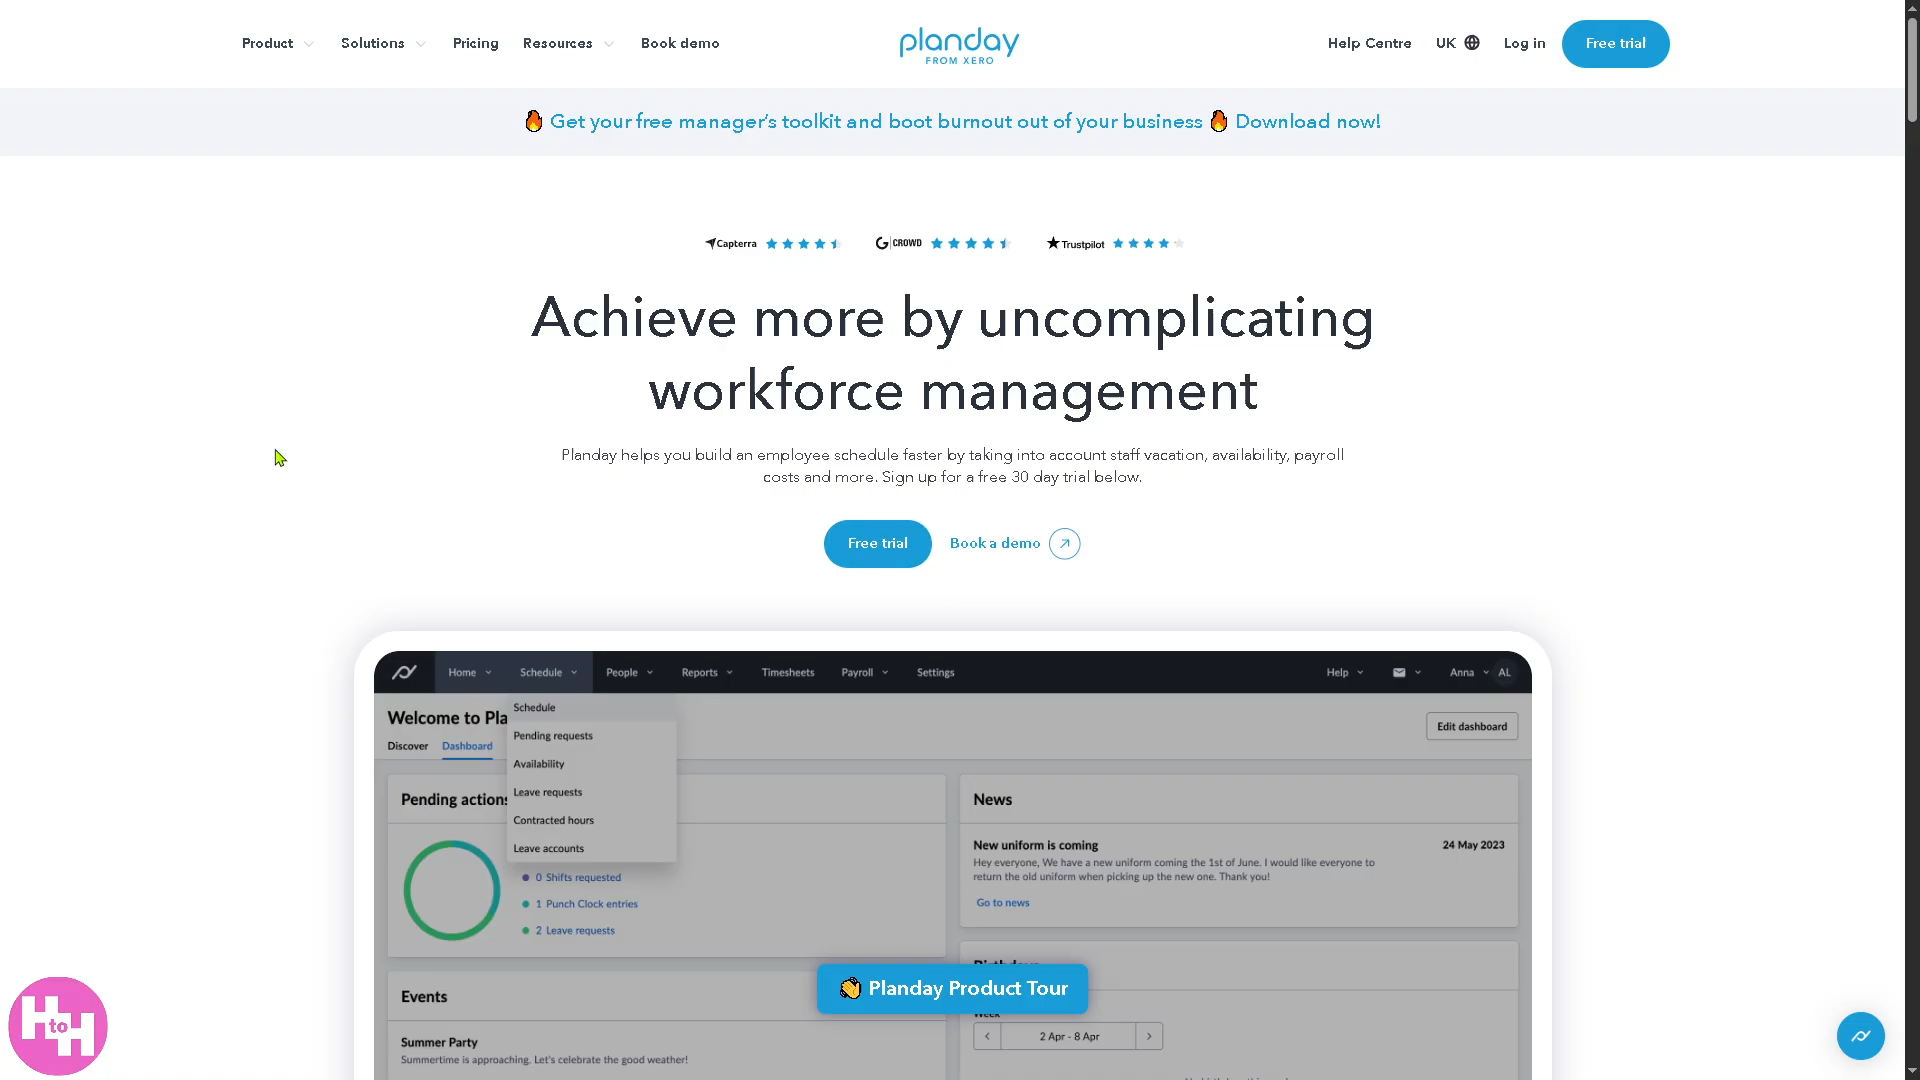 Product
Solutions
Pricing
Resources
Book demo
planday
FROM XERO
Help Centre
UK
Log in
Free trial
Get your free manager's toolkit and boot burnout out of your business Download now!
Capterra
CROWD
Trustpilot
Achieve more by uncomplicating
workforce management
Planday helps you build an employee schedule faster by taking into account staff vacation, availability, payroll
costs and more. Sign up for a free 30 day trial below.
Free trial
Book a demo
Home
Schedule
People
Reports
Timesheets
Payroll
Settings
Help
Anna
AL
Welcome to Pla
Edit dashboard
Discover
Dashboard
Schedule
Pending requests
Availability
Leave requests
Contracted hours
Leave accounts
Pending actions
0 Shifts requested
1 Punch Clock entries
2 Leave requests
News
New uniform is coming
24 May 2023
Hey everyone, We have a new uniform coming the 1st of June. I would like everyone to
return the old uniform when picking up the new one. Thank you!
Go to news
Planday Product Tour
Week
2 Apr - 8 Apr
Events
Summer Party
Summertime is approaching. Let's celebrate the good weather!
H to H